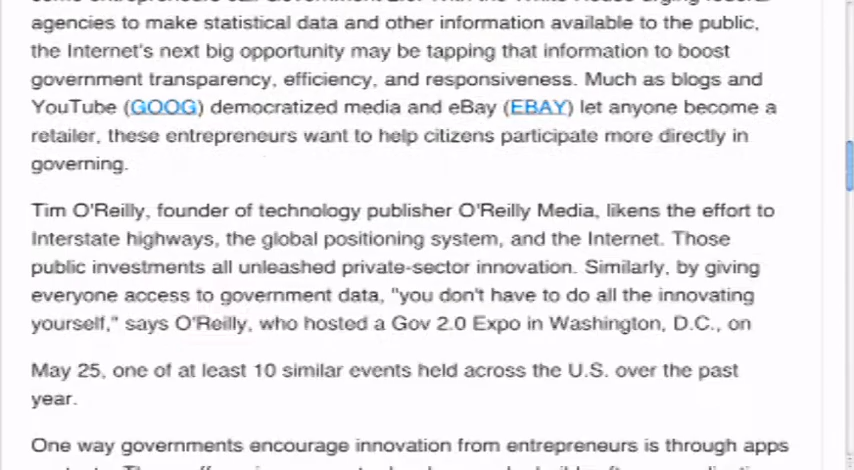 agencies to make statistical data and other information available to the public,
the Internet's next big opportunity may be tapping that information to boost
government transparency, efficiency, and responsiveness. Much as blogs and
YouTube (GOOG) democratized media and eBay (EBAY) let anyone become a
retailer, these entrepreneurs want to help citizens participate more directly in
governing.
Tim O'Reilly, founder of technology publisher O'Reilly Media, likens the effort to
Interstate highways, the global positioning system, and the Internet. Those
public investments all unleashed private-sector innovation. Similarly, by giving
everyone access to government data, "you don't have to do all the innovating
yourself," says O'Reilly, who hosted a Gov 2.0 Expo in Washington, D.C., on
May 25, one of at least 10 similar events held across the U.S. over the past
year.
One way governments encourage innovation from entrepreneurs is through apps